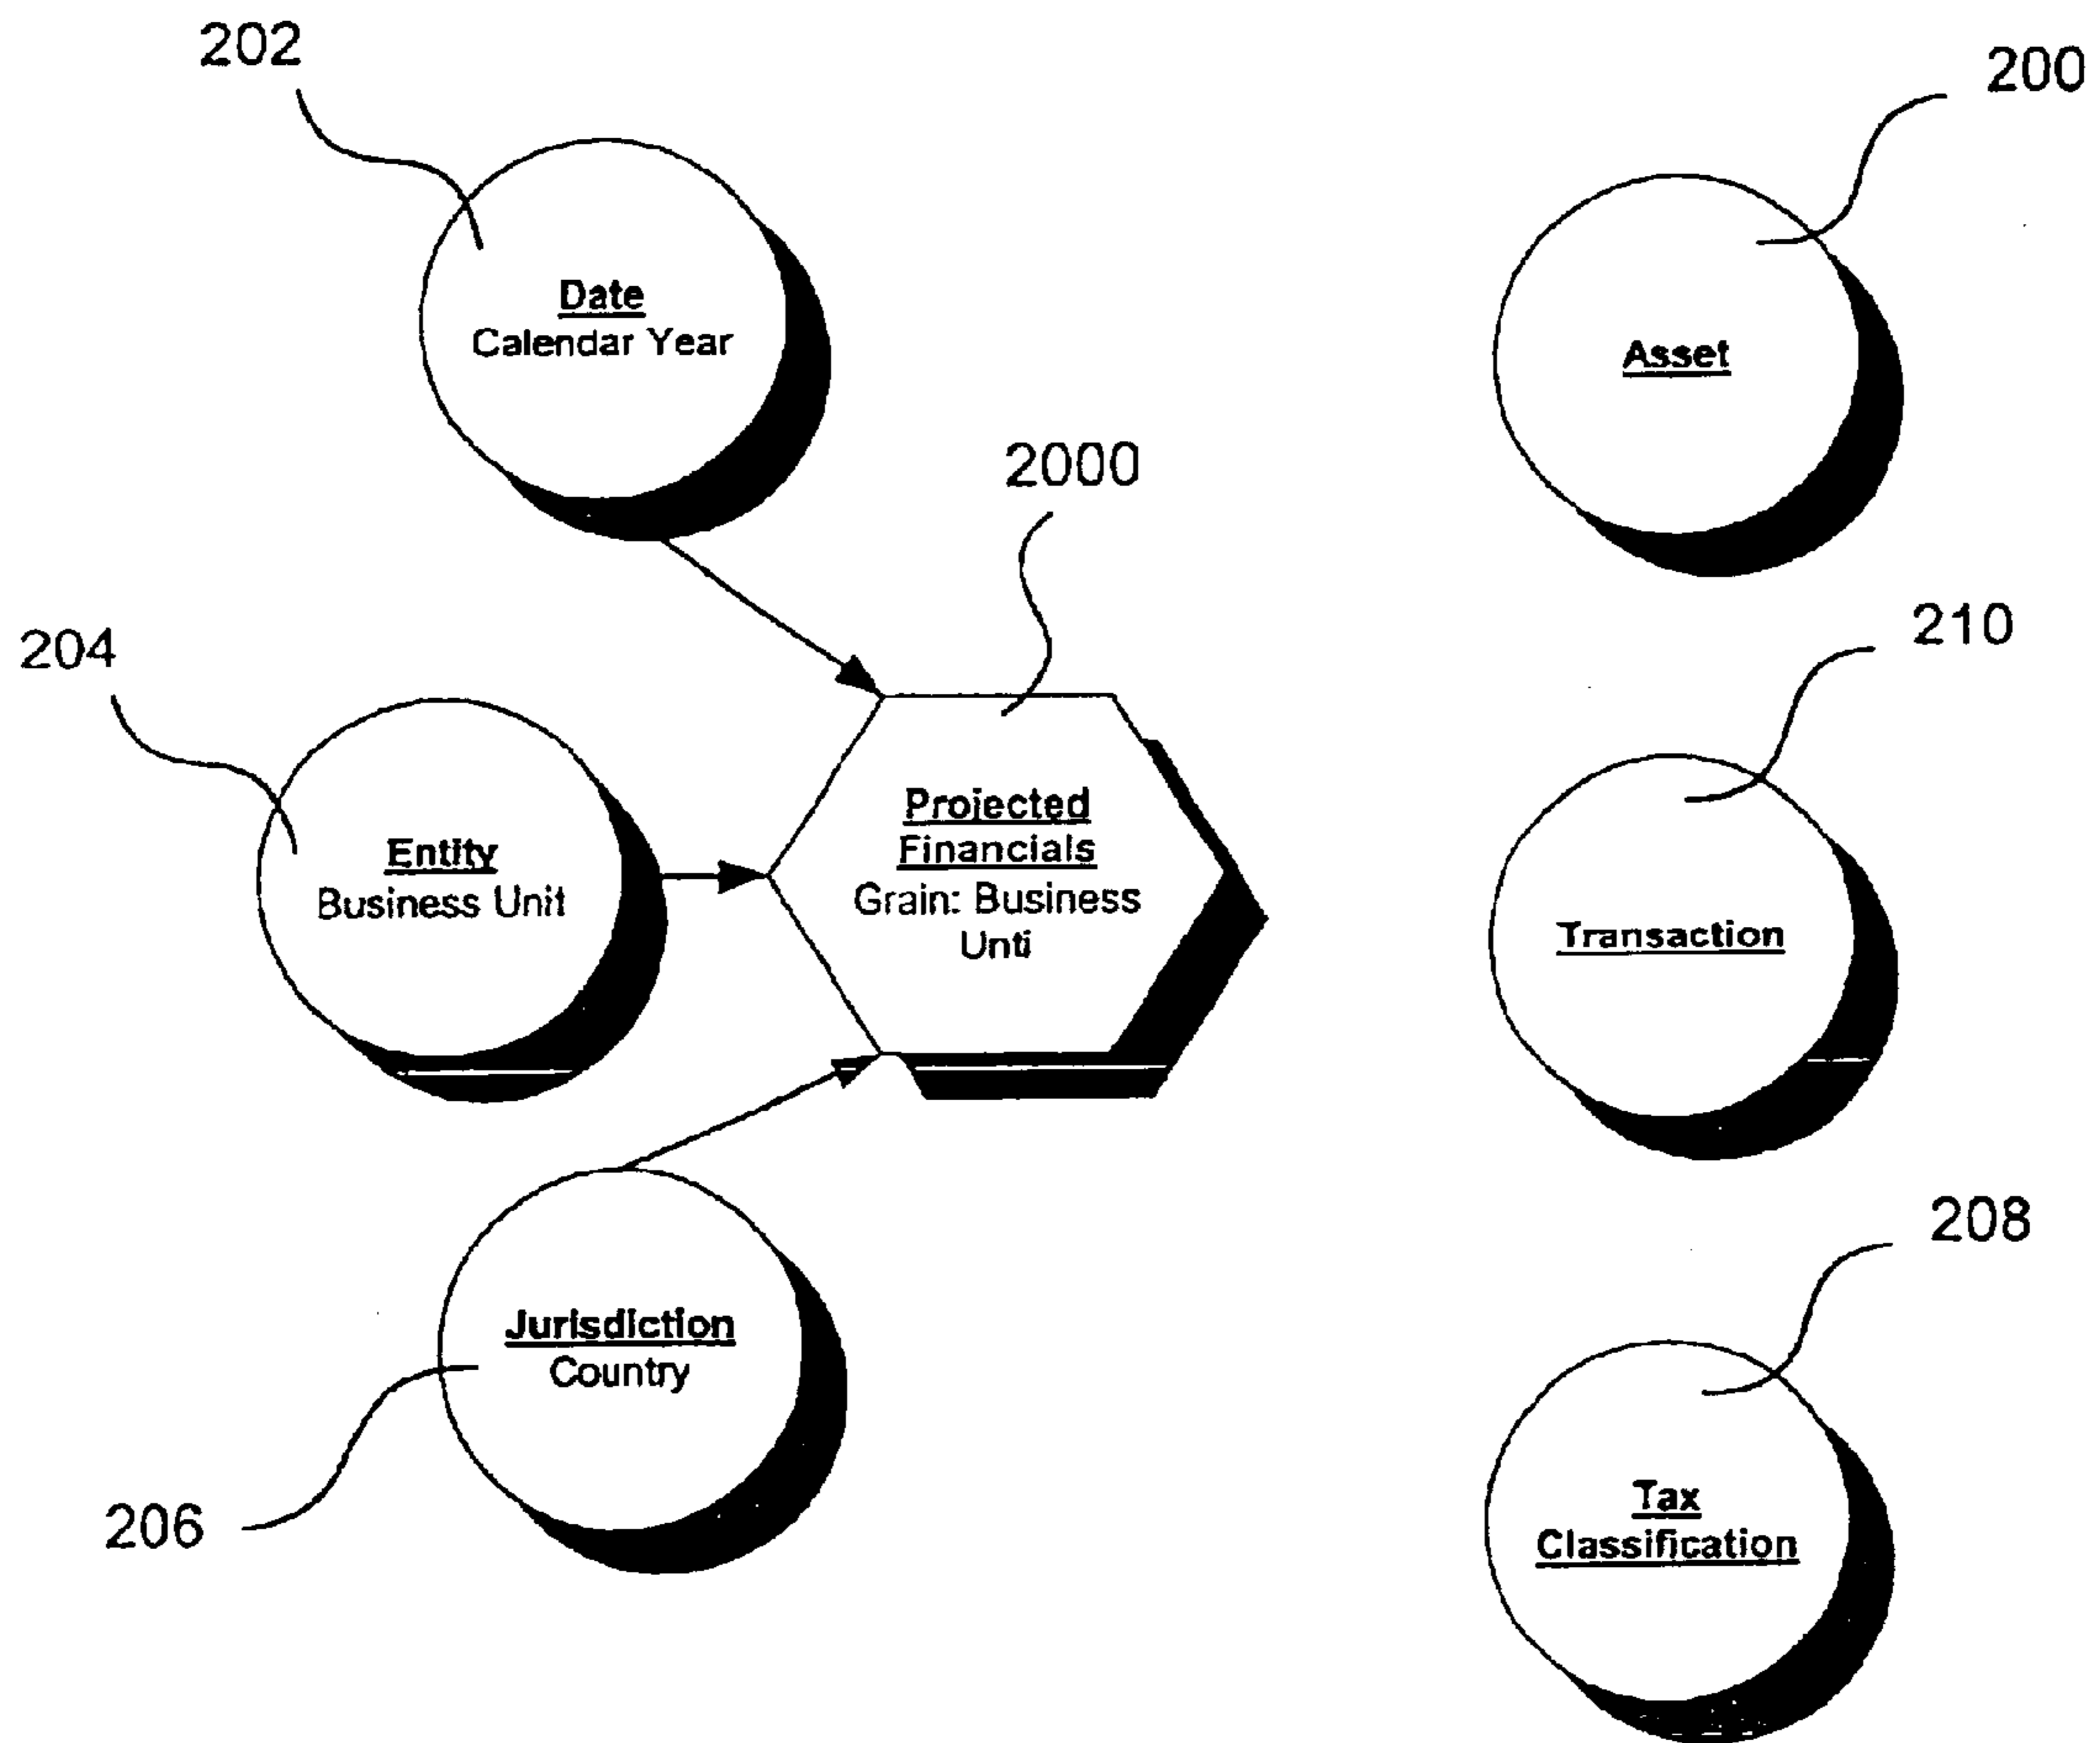 202
200
Date
Calendar Year
Asset
2000
210
204
Projected
Financials
Grain: Business
Unti
Entity
Business Unit
Transaction
208
Jurisdiction
Country
206
Tax
Classification